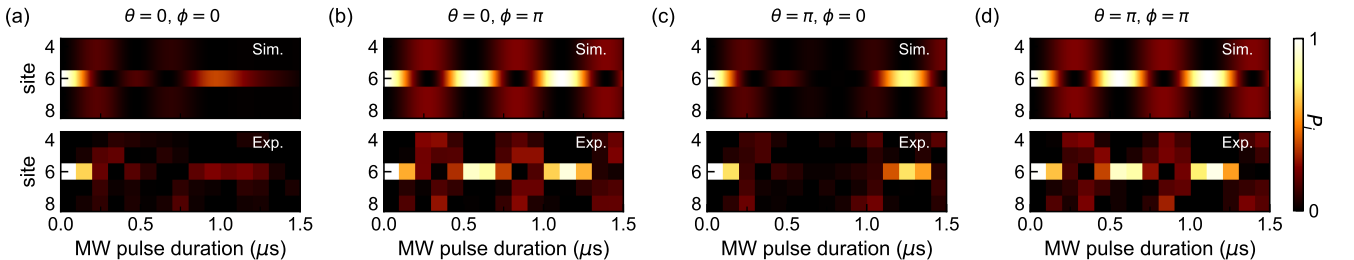 (a) θ = 0, ϕ = 0 (b) θ = 0, ϕ = π (c) θ = π, ϕ = 0 (d) θ = π, ϕ = π
4 Sim. 4 Sim. 4 Sim. 4 Sim. 1
site 6 6 6 6
8 8 8 8
P_i
4 Exp. 4 Exp. 4 Exp. 4 Exp.
site 6 6 6 6
8 8 8 8 0
0.0 0.5 1.0 1.5 0.0 0.5 1.0 1.5 0.0 0.5 1.0 1.5 0.0 0.5 1.0 1.5
MW pulse duration (μs) MW pulse duration (μs) MW pulse duration (μs) MW pulse duration (μs)